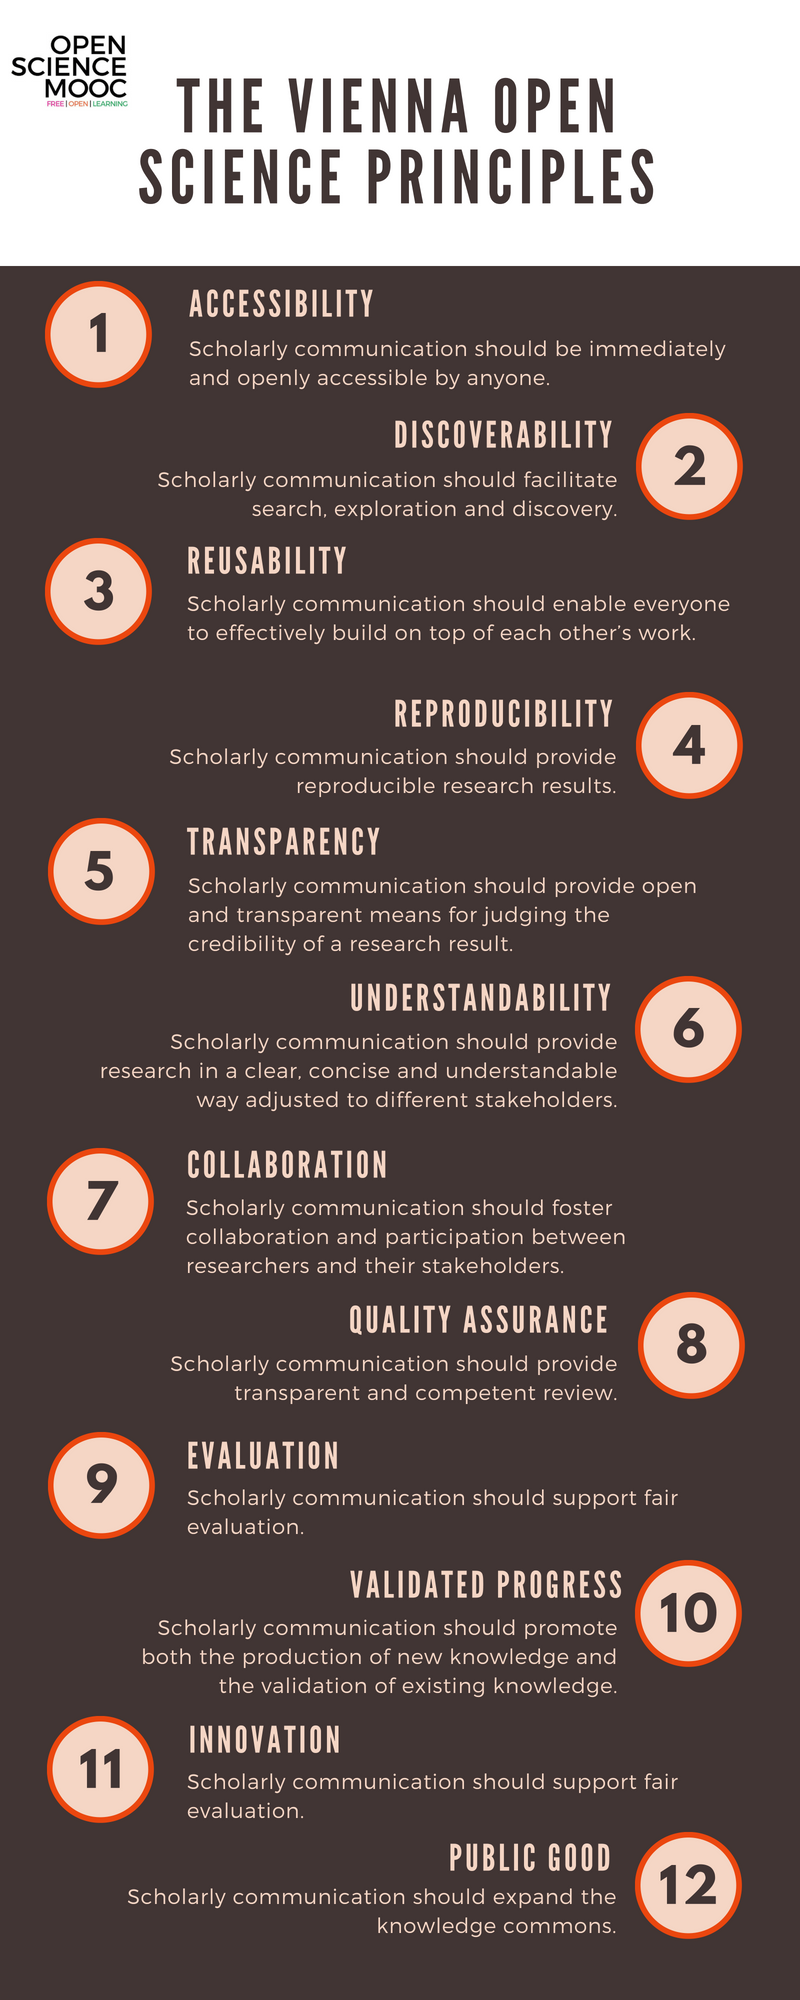 OPEN
SCIENCE
MOOC
FREE | OPEN | LEARNING
THE VIENNA OPEN
SCIENCE PRINCIPLES
1
ACCESSIBILITY
Scholarly communication should be immediately
and openly accessible by anyone.
DISCOVERABILITY
2
Scholarly communication should facilitate
search, exploration and discovery.
3
REUSABILITY
Scholarly communication should enable everyone
to effectively build on top of each other's work.
REPRODUCIBILITY
4
Scholarly communication should provide
reproducible research results.
5
TRANSPARENCY
Scholarly communication should provide open
and transparent means for judging the
credibility of a research result.
UNDERSTANDABILITY
6
Scholarly communication should provide
research in a clear, concise and understandable
way adjusted to different stakeholders.
7
COLLABORATION
Scholarly communication should foster
collaboration and participation between
researchers and their stakeholders.
QUALITY ASSURANCE
8
Scholarly communication should provide
transparent and competent review.
9
EVALUATION
Scholarly communication should support fair
evaluation.
VALIDATED PROGRESS
10
Scholarly communication should promote
both the production of new knowledge and
the validation of existing knowledge.
11
INNOVATION
Scholarly communication should support fair
evaluation.
PUBLIC GOOD
12
Scholarly communication should expand the
knowledge commons.